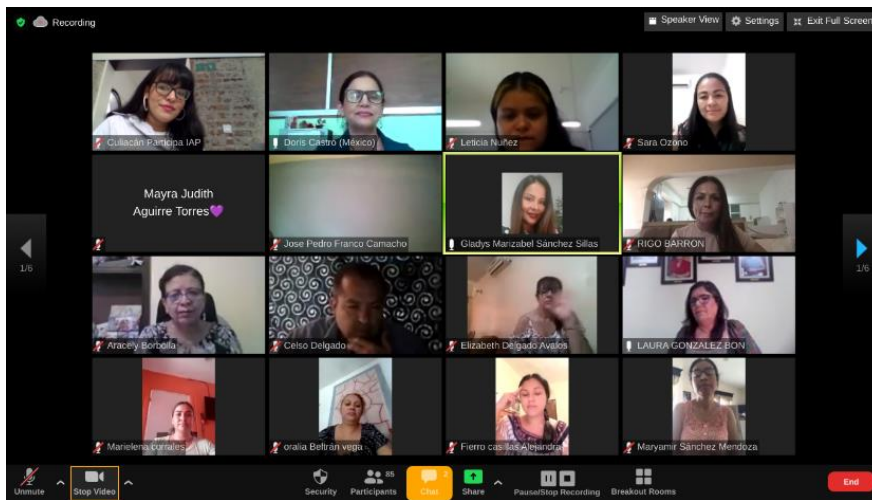 Recording
Speaker View
Settings
Exit Full Screen
Culiacán Participa IAP
Doris Castro (México)
Leticia Nuñez
Sara Ozono
Mayra Judith
Aguirre Torres💜
Jose Pedro Franco Camacho
Gladys Marizabel Sánchez Sillas
RIGO BARRON
1/6
1/6
Aracely Borbolla
Celso Delgado
Elizabeth Delgado Avalos
LAURA GONZALEZ BON
Marielena corrales
oralia Beltrán vega
Fierro casillas Alejandra
Maryamir Sánchez Mendoza
Unmute
Stop Video
Security
Participants
85
Chat
2
Share
Pause/Stop Recording
Breakout Rooms
End